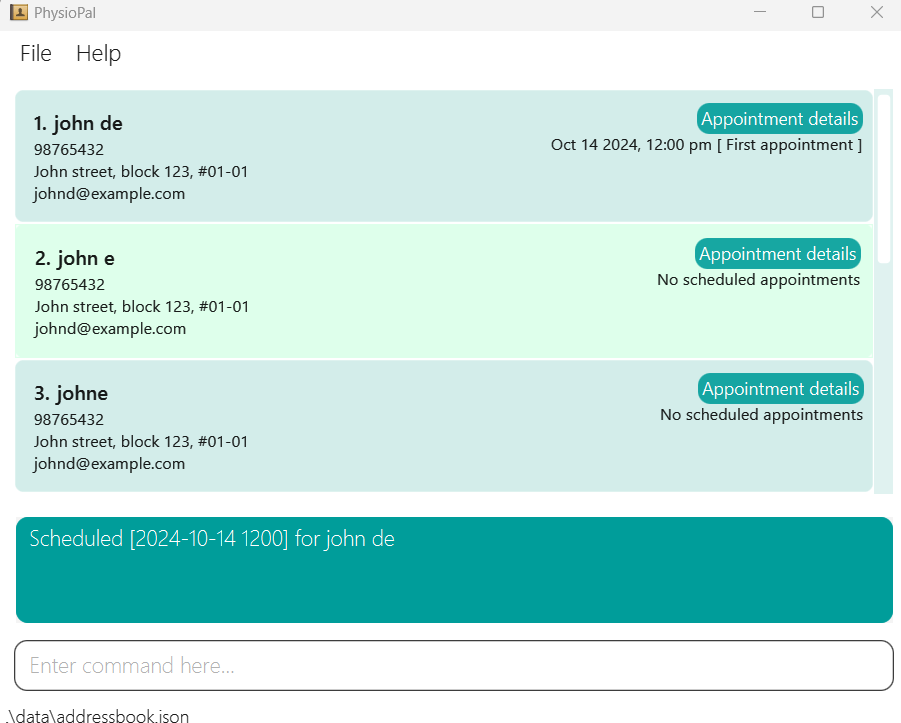 PhysioPal
File Help
1. john de
98765432
John street, block 123, #01-01
johnd@example.com
Appointment details
Oct 14 2024, 12:00 pm [ First appointment ]
2. john e
98765432
John street, block 123, #01-01
johnd@example.com
Appointment details
No scheduled appointments
3. johne
98765432
John street, block 123, #01-01
johnd@example.com
Appointment details
No scheduled appointments
Scheduled [2024-10-14 1200] for john de
Enter command here...
.\data\addressbook.json